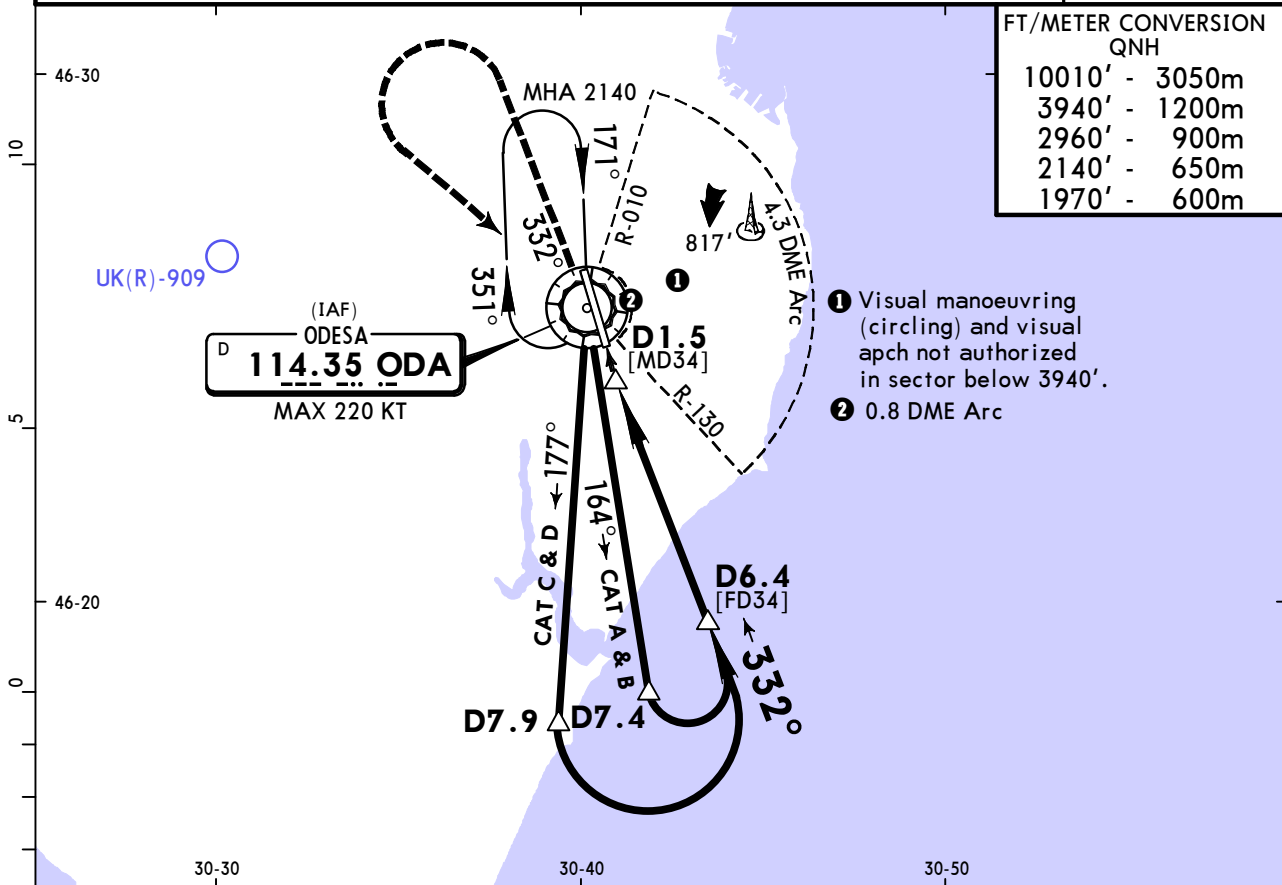 FT/METER CONVERSION
QNH
10010' - 3050m
3940' - 1200m
2960' - 900m
2140' - 650m
1970' - 600m
46-30
MHA 2140
10
171°
R-010
817'
4.3 DME Arc
332°
351°
UK(R)-909
(IAF)
ODESA
D 114.35 ODA
MAX 220 KT
1
2
D1.5
[MD34]
R-130
1 Visual manoeuvring
(circling) and visual
apch not authorized
in sector below 3940'.
2 0.8 DME Arc
5
CAT C & D 177°
164° CAT A & B
46-20
D6.4
[FD34]
332°
0
D7.9
D7.4
30-30
30-40
30-50